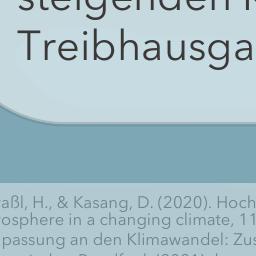 steigenden
Treibhausga
aßl, H., & Kasang, D. (2020). Hoch
osphere in a changing climate, 11
passung an den Klimawandel: Zus